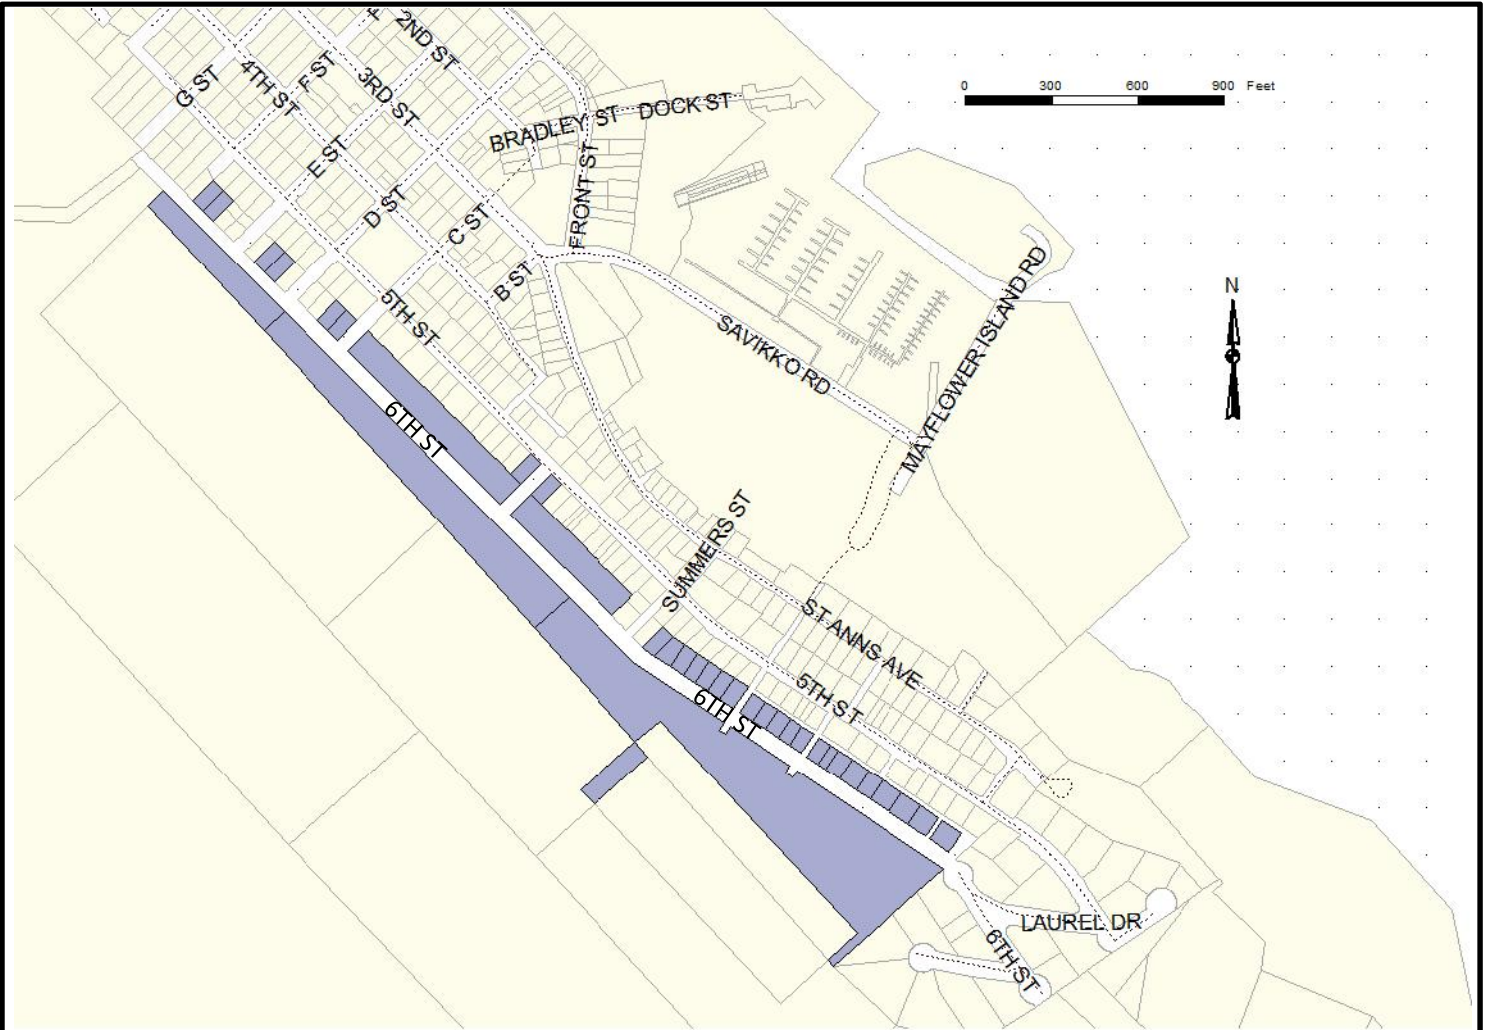 2ND ST
F ST
3RD ST
4TH ST
G ST
0 300 600 900 Feet
BRADLEY ST
DOCK ST
E ST
FRONT ST
D ST
C ST
B ST
MAYFLOWER ISLAND RD
N
5TH ST
SAVIKKO RD
6TH ST
SUMMERS ST
ST ANNS AVE
5TH ST
6TH ST
LAUREL DR
6TH ST